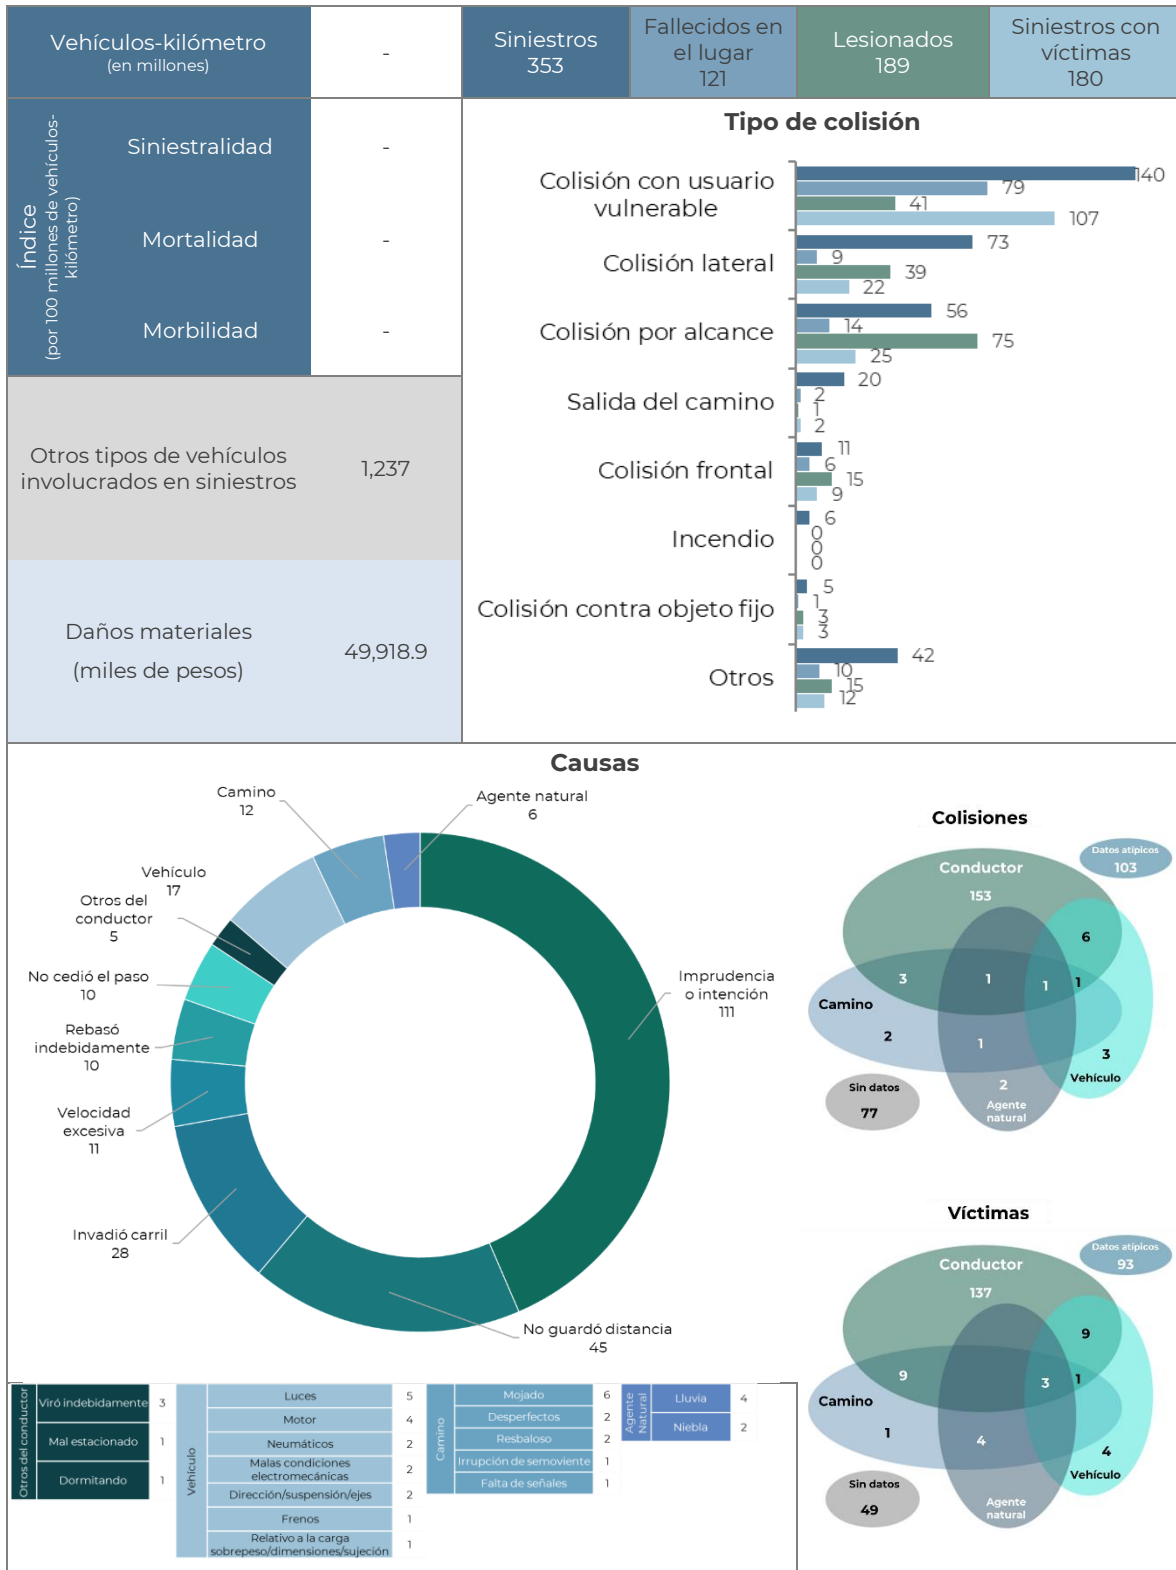 Vehículos-kilómetro
(en millones)
-
Siniestros
353
Fallecidos en
el lugar
121
Lesionados
189
Siniestros con
víctimas
180
Índice
(por 100 millones de vehículos-
kilómetro)
Siniestralidad
-
Mortalidad
-
Morbilidad
-
Otros tipos de vehículos
involucrados en siniestros
1,237
Daños materiales
(miles de pesos)
49,918.9
Tipo de colisión
Colisión con usuario
vulnerable
140
79
41
107
Colisión lateral
73
9
39
22
Colisión por alcance
56
14
75
25
Salida del camino
20
2
1
2
Colisión frontal
11
6
15
9
Incendio
6
0
0
0
Colisión contra objeto fijo
5
1
3
3
Otros
42
10
15
12
Causas
Camino
12
Agente natural
6
Vehículo
17
Otros del
conductor
5
No cedió el paso
10
Rebasó
indebidamente
10
Velocidad
excesiva
11
Invadió carril
28
No guardó distancia
45
Imprudencia
o intención
111
Colisiones
Datos atípicos
103
Conductor
153
6
3
1
1
1
Camino
2
1
3
Vehículo
2
Agente
natural
Sin datos
77
Víctimas
Datos atípicos
93
Conductor
137
9
9
3
1
Camino
1
4
4
Vehículo
Agente
natural
Sin datos
49
Otros del conductor
Viró indebidamente 3
Mal estacionado 1
Dormitando 1
Vehículo
Luces 5
Motor 4
Neumáticos 2
Malas condiciones
electromecánicas 2
Dirección/suspensión/ejes 2
Frenos 1
Relativo a la carga
sobrepeso/dimensiones/sujeción 1
Camino
Mojado 6
Desperfectos 2
Resbaloso 2
Irrupción de semoviente 1
Falta de señales 1
Agente
Natural
Lluvia 4
Niebla 2